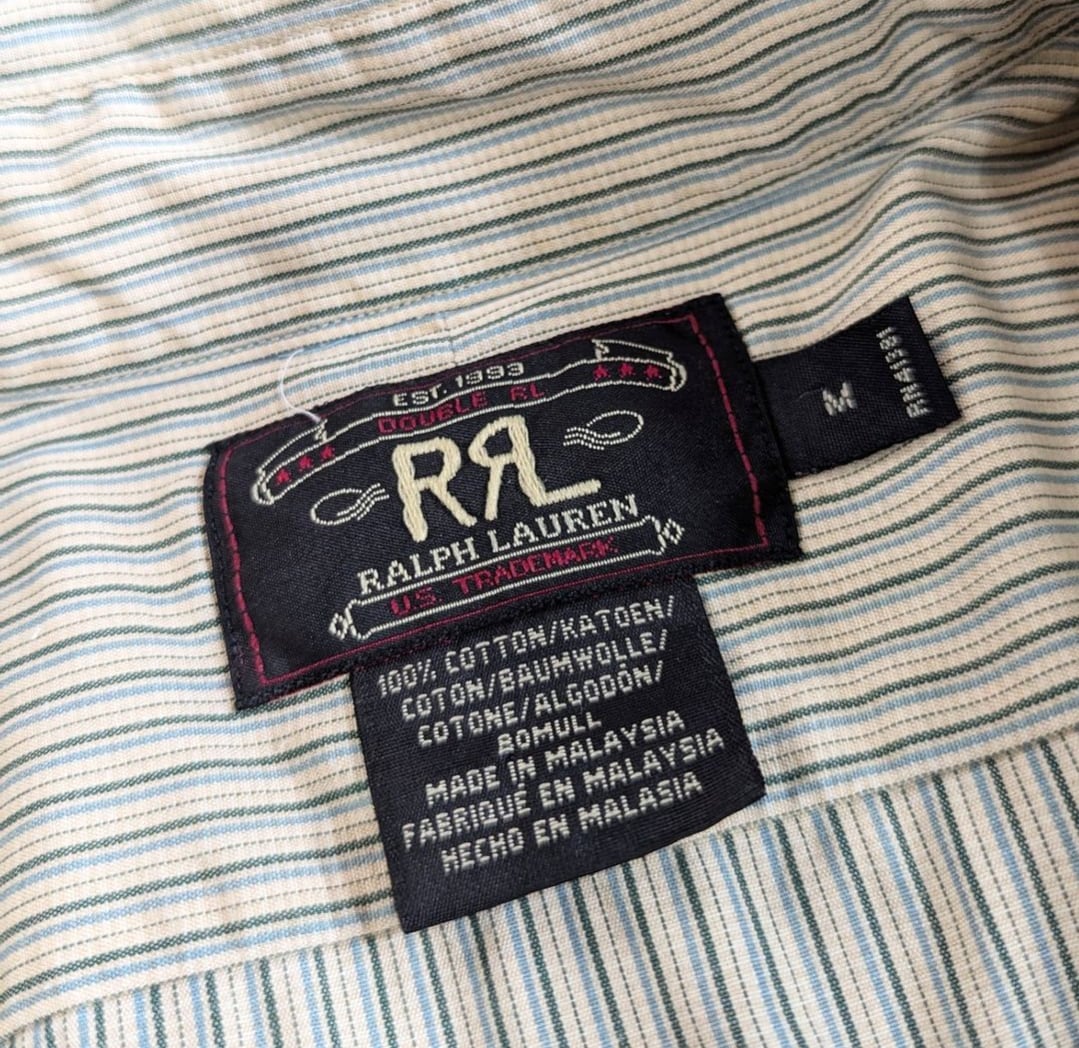 EST. 1993
DOUBLE RL
RRL
RALPH LAUREN
U.S. TRADEMARK
M
100% COTTON/KATOEN/
COTON/BAUMWOLLE/
COTONE/ALGODÓN/
BOMULL
MADE IN MALAYSIA
FABRIQUÉ EN MALAYSIA
HECHO EN MALASIA